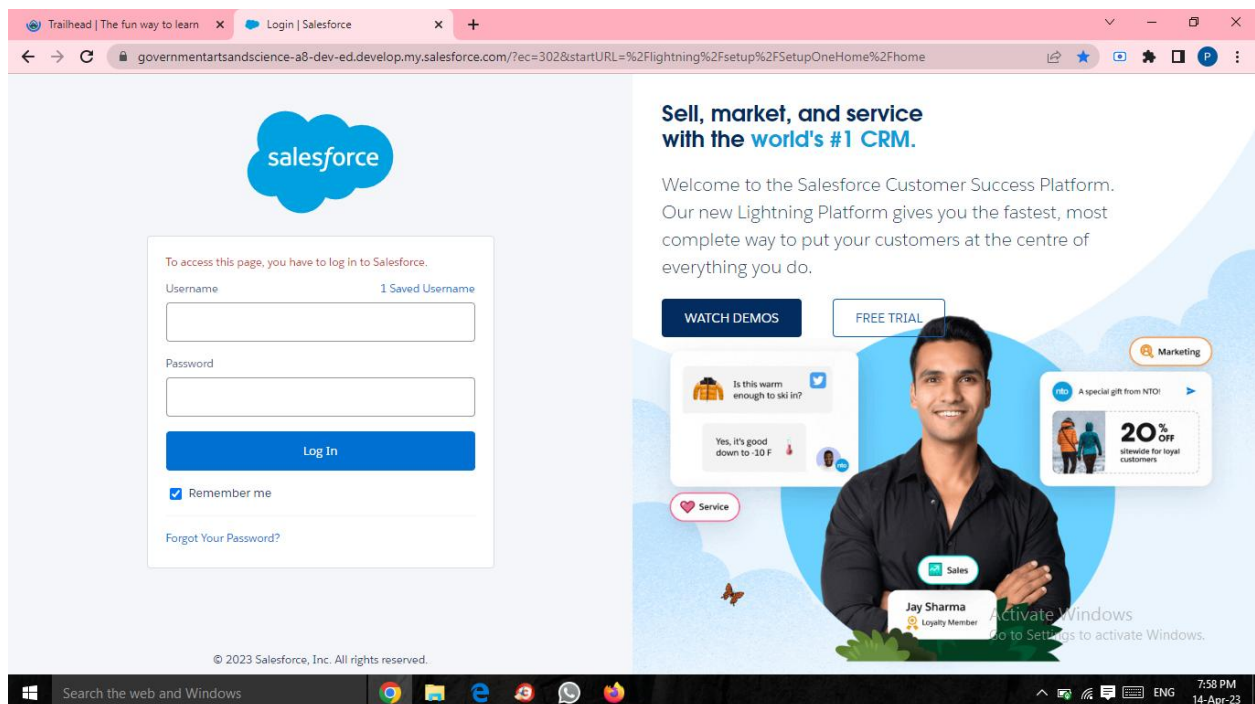 Trailhead | The fun way to learn
Login | Salesforce
governmentartsandscience-a8-dev-ed.develop.my.salesforce.com/?ec=302&startURL=%2Flightning%2Fsetup%2FSetupOneHome%2Fhome
P
salesforce
To access this page, you have to log in to Salesforce.
Username 1 Saved Username
Password
Log In
Remember me
Forgot Your Password?
© 2023 Salesforce, Inc. All rights reserved.
Sell, market, and service
with the world's #1 CRM.
Welcome to the Salesforce Customer Success Platform.
Our new Lightning Platform gives you the fastest, most
complete way to put your customers at the centre of
everything you do.
WATCH DEMOS
FREE TRIAL
Is this warm
enough to ski in?
Yes, it's good
down to -10 F
nto
Service
Marketing
nto
A special gift from NTO!
20% OFF
sitewide for loyal
customers
Sales
Jay Sharma
Loyalty Member
Activate Windows
Go to Settings to activate Windows.
Search the web and Windows
ENG
7:58 PM
14-Apr-23